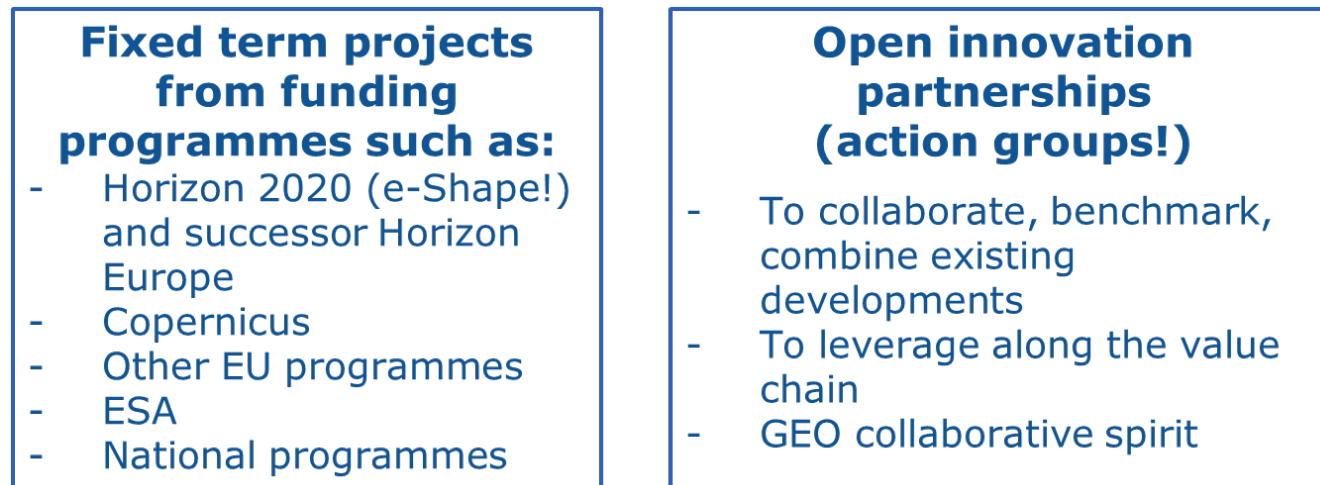 Fixed term projects
from funding
programmes such as:
- Horizon 2020 (e-Shape!)
and successor Horizon
Europe
- Copernicus
- Other EU programmes
- ESA
- National programmes
Open innovation
partnerships
(action groups!)
- To collaborate, benchmark,
combine existing
developments
- To leverage along the value
chain
- GEO collaborative spirit